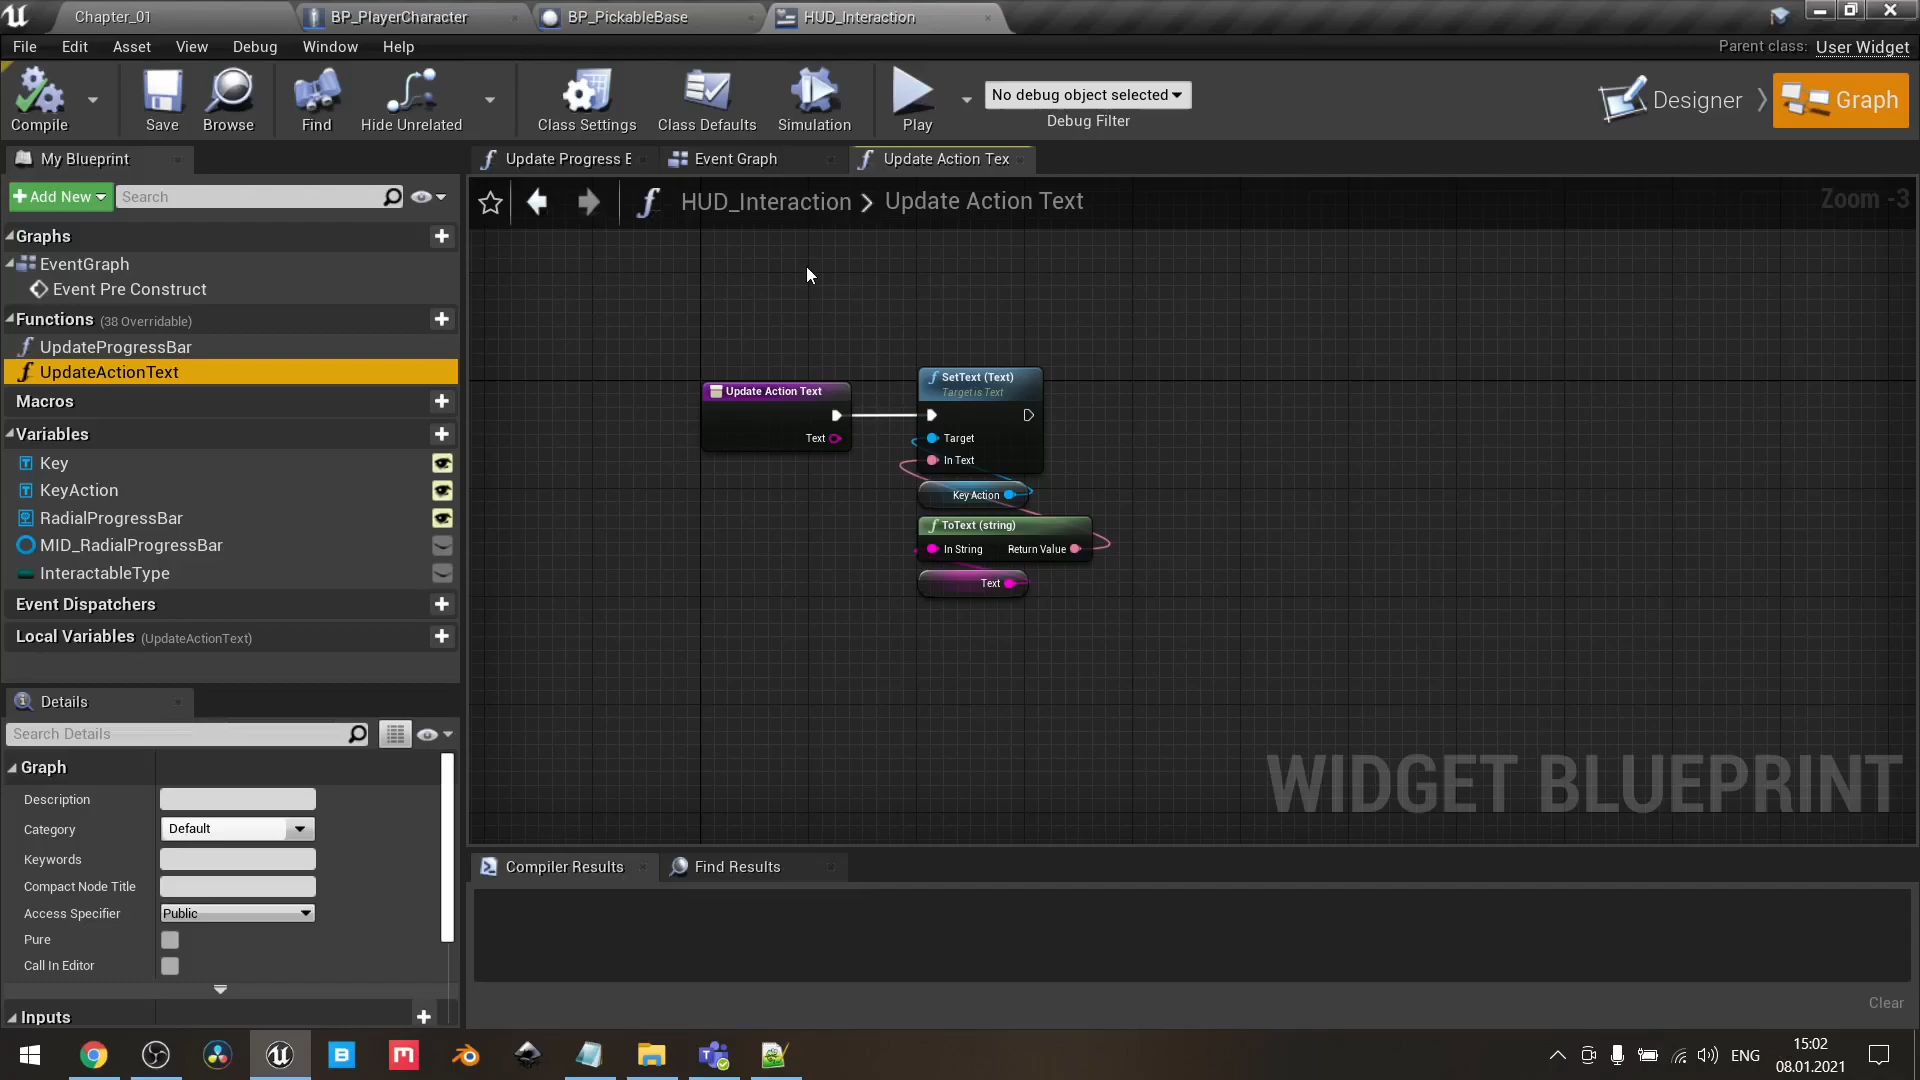 Chapter_01
BP_PlayerCharacter
BP_PickableBase
HUD_Interaction
File Edit Asset View Debug Window Help
Parent class: User Widget
Compile
Save
Browse
Find
Hide Unrelated
Class Settings
Class Defaults
Simulation
Play
No debug object selected
Debug Filter
Designer
Graph
My Blueprint
Update Progress B
Event Graph
Update Action Tex
Add New
Search
HUD_Interaction > Update Action Text
Zoom -3
Graphs
EventGraph
Event Pre Construct
Functions (38 Overridable)
UpdateProgressBar
UpdateActionText
Macros
Variables
Key
KeyAction
RadialProgressBar
MID_RadialProgressBar
InteractableType
Event Dispatchers
Local Variables (UpdateActionText)
Update Action Text
Text
SetText (Text)
Target is Text
Target
In Text
Key Action
ToText (string)
In String Return Value
Text
WIDGET BLUEPRINT
Details
Search Details
Graph
Description
Category Default
Keywords
Compact Node Title
Access Specifier Public
Pure
Call In Editor
Inputs
Compiler Results
Find Results
Clear
ENG
15:02
08.01.2021